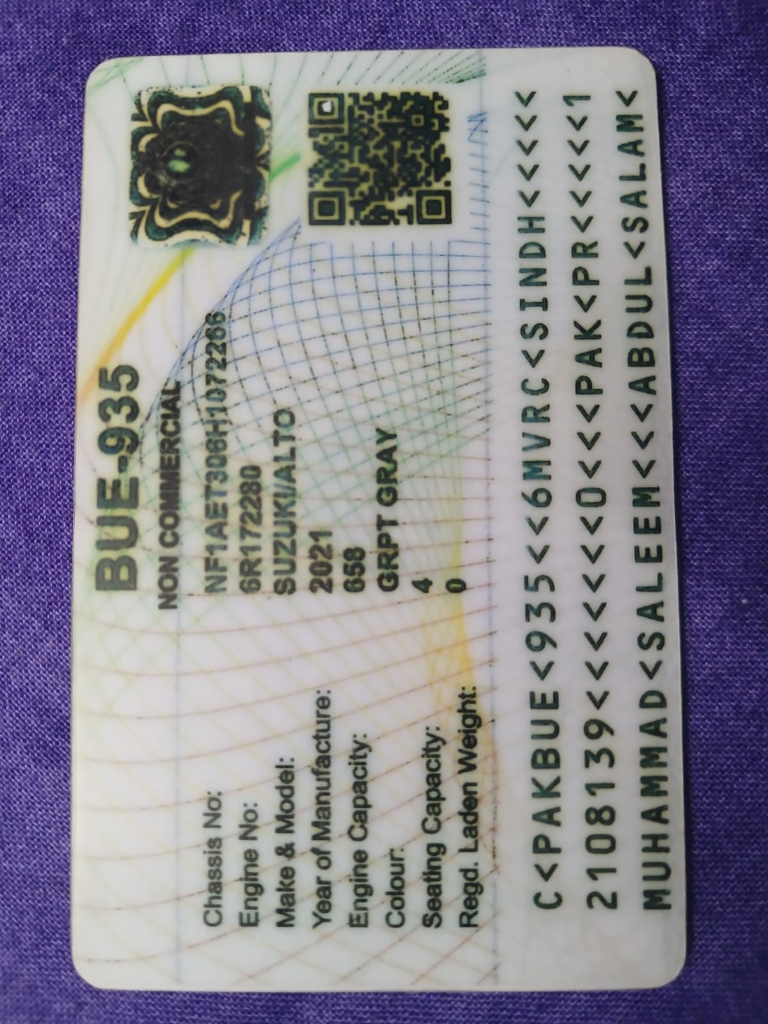 BUE-935
NON COMMERCIAL
Chassis No: NF1AET306H1072266
Engine No: 6R172280
Make & Model: SUZUKI/ALTO
Year of Manufacture: 2021
Engine Capacity: 658
Colour: GRPT GRAY
Seating Capacity: 4
Regd. Laden Weight: 0
C<PAKBUE<935<<6MVRC<SINDH<<<<<
2108139<<<<<<<<O<<<PAK<PR<<<<<1
MUHAMMAD<SALEEM<<<ABDUL<SALAM<